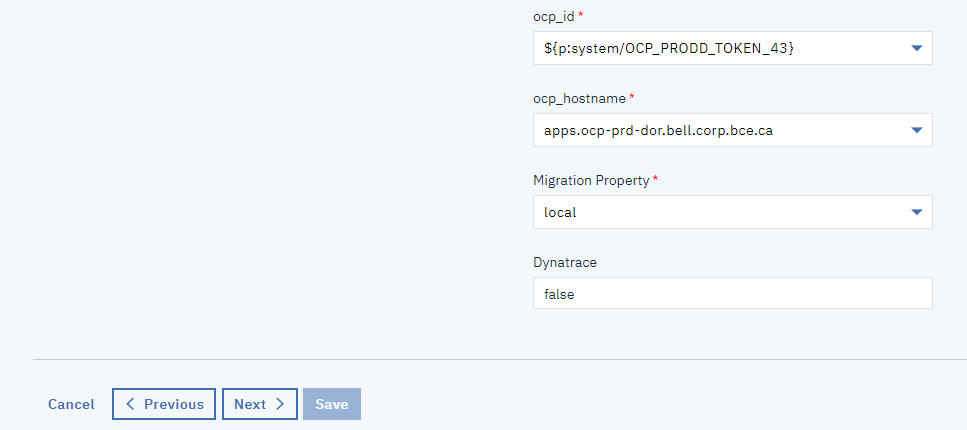 ocp_id *
${p:system/OCP_PRODD_TOKEN_43}
ocp_hostname *
apps.ocp-prd-dor.bell.corp.bce.ca
Migration Property *
local
Dynatrace
false
Cancel
Previous
Next
Save